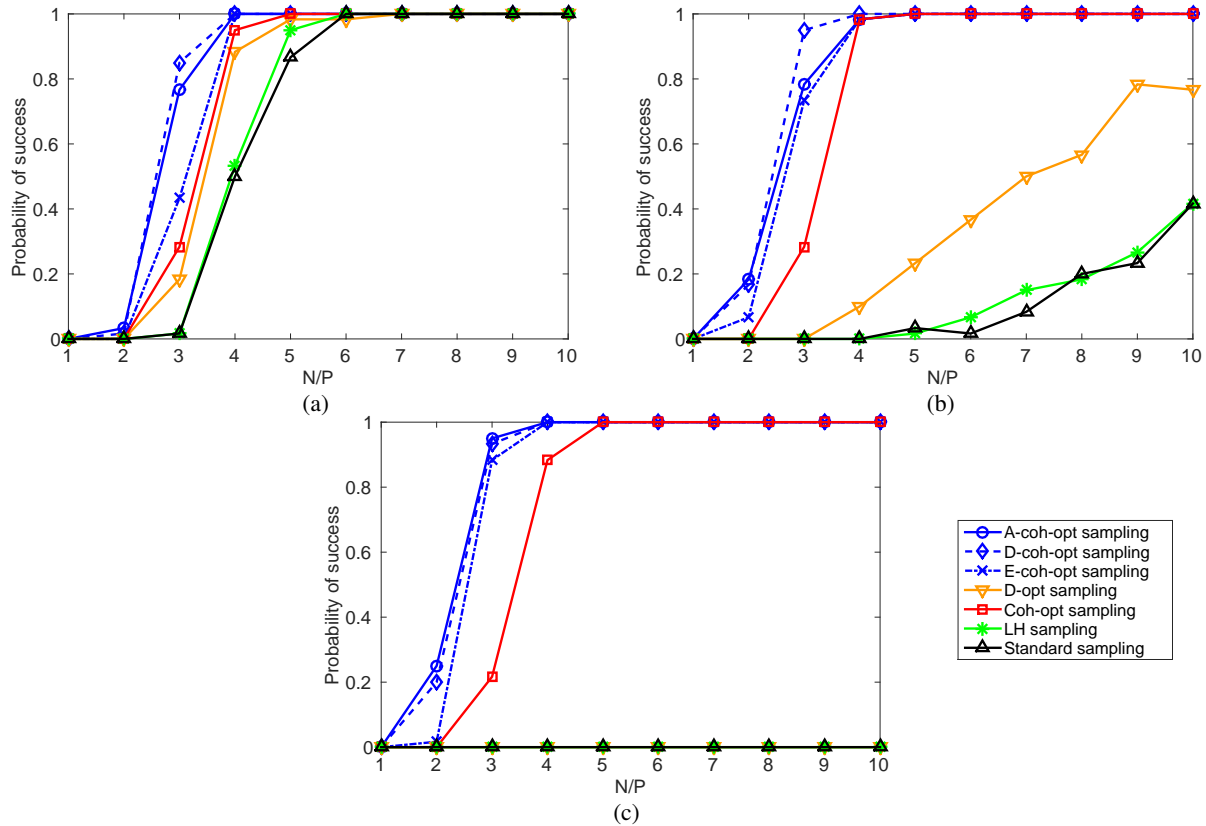 1
0.8
0.6
0.4
0.2
0
Probability of success
1 2 3 4 5 6 7 8 9 10
N/P
(a)
1
0.8
0.6
0.4
0.2
0
Probability of success
1 2 3 4 5 6 7 8 9 10
N/P
(b)
1
0.8
0.6
0.4
0.2
0
Probability of success
1 2 3 4 5 6 7 8 9 10
N/P
(c)
A-coh-opt sampling
D-coh-opt sampling
E-coh-opt sampling
D-opt sampling
Coh-opt sampling
LH sampling
Standard sampling